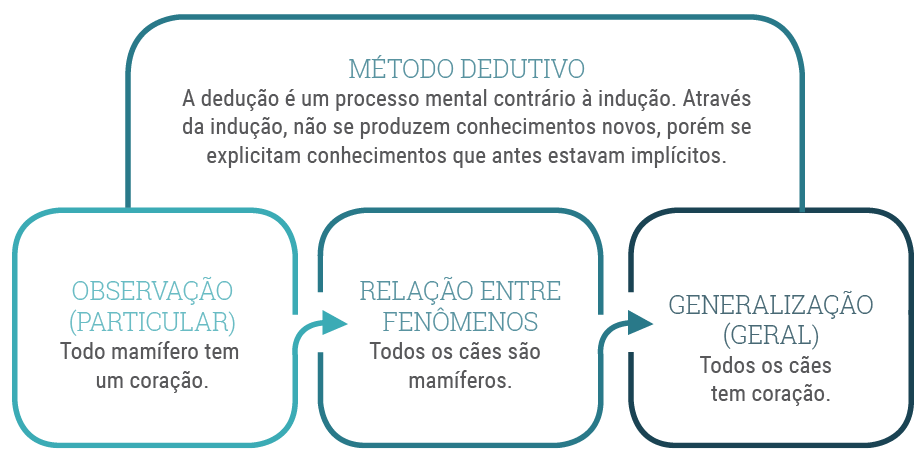 MÉTODO DEDUTIVO
A dedução é um processo mental contrário à indução. Através
da indução, não se produzem conhecimentos novos, porém se
explicitam conhecimentos que antes estavam implícitos.
OBSERVAÇÃO
(PARTICULAR)
Todo mamífero tem
um coração.
RELAÇÃO ENTRE
FENÔMENOS
Todos os cães são
mamíferos.
GENERALIZAÇÃO
(GERAL)
Todos os cães
tem coração.